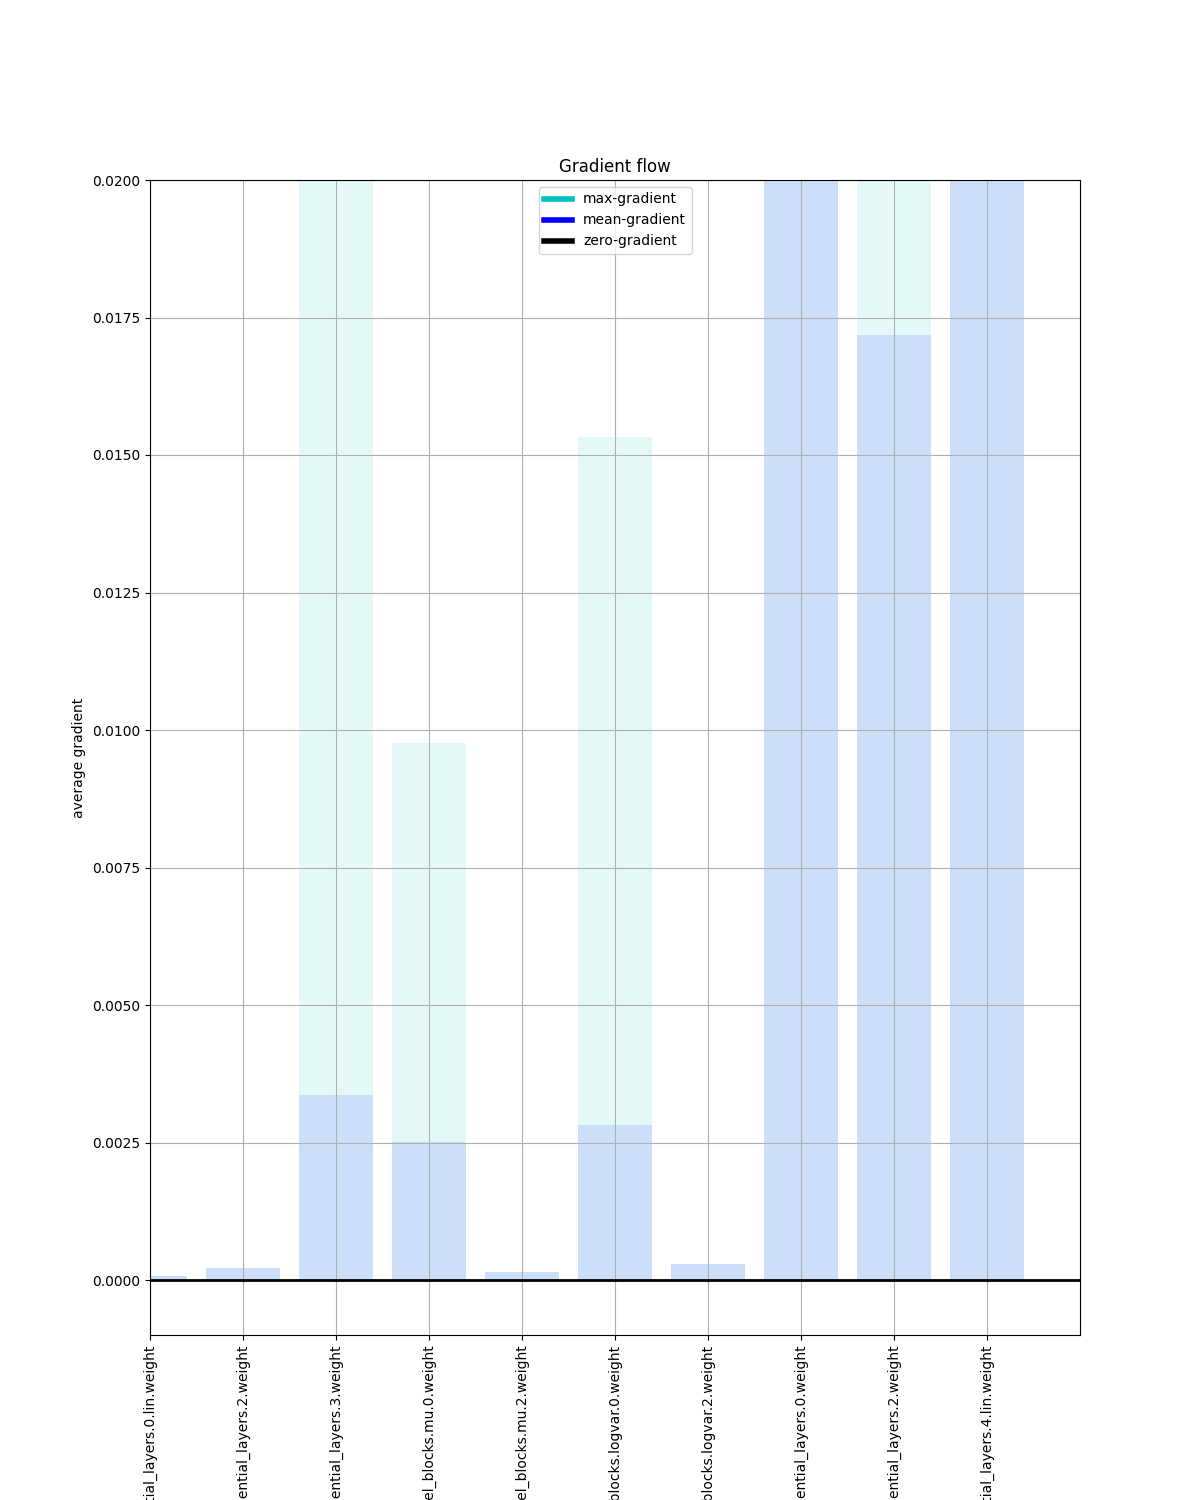 Gradient flow
max-gradient
mean-gradient
zero-gradient
0.0200
0.0175
0.0150
0.0125
0.0100
0.0075
0.0050
0.0025
0.0000
average gradient
tial_layers.0.lin.weight
ential_layers.2.weight
ential_layers.3.weight
el_blocks.mu.0.weight
el_blocks.mu.2.weight
blocks.logvar.0.weight
blocks.logvar.2.weight
ential_layers.0.weight
ential_layers.2.weight
tial_layers.4.lin.weight